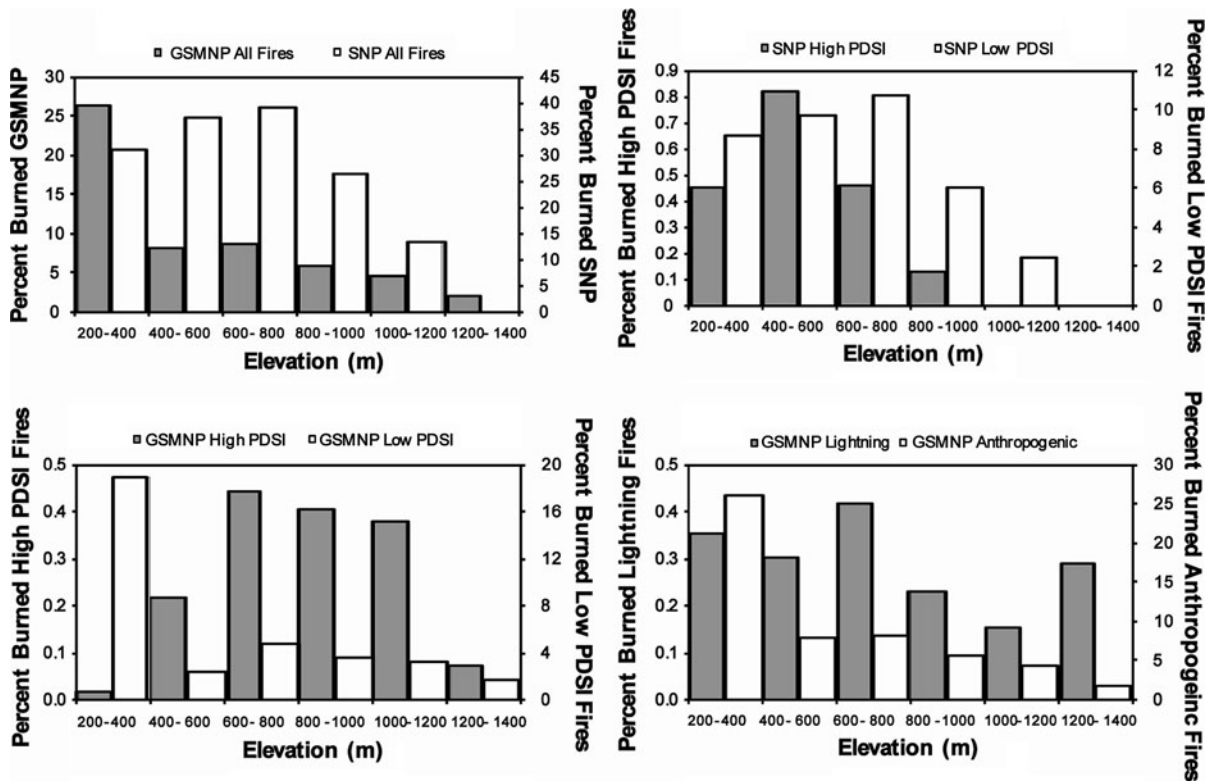 GSMNP All Fires SNP All Fires
Percent Burned GSMNP
30
25
20
15
10
5
0
45
40
35
30
25
20
15
10
5
0
Percent Burned SNP
200-400 400-600 600-800 800-1000 1000-1200 1200-1400
Elevation (m)
SNP High PDSI SNP Low PDSI
Percent Burned High PDSI Fires
0.9
0.8
0.7
0.6
0.5
0.4
0.3
0.2
0.1
0
12
10
8
6
4
2
0
Percent Burned Low PDSI Fires
200-400 400-600 600-800 800-1000 1000-1200 1200-1400
Elevation (m)
GSMNP High PDSI GSMNP Low PDSI
Percent Burned High PDSI Fires
0.5
0.4
0.3
0.2
0.1
0.0
20
16
12
8
4
0
Percent Burned Low PDSI Fires
200-400 400-600 600-800 800-1000 1000-1200 1200-1400
Elevation (m)
GSMNP Lightning GSMNP Anthropogenic
Percent Burned Lightning Fires
0.5
0.4
0.3
0.2
0.1
0.0
30
25
20
15
10
5
0
Percent Burned Anthropogeinc Fires
200-400 400-600 600-800 800-1000 1000-1200 1200-1400
Elevation (m)